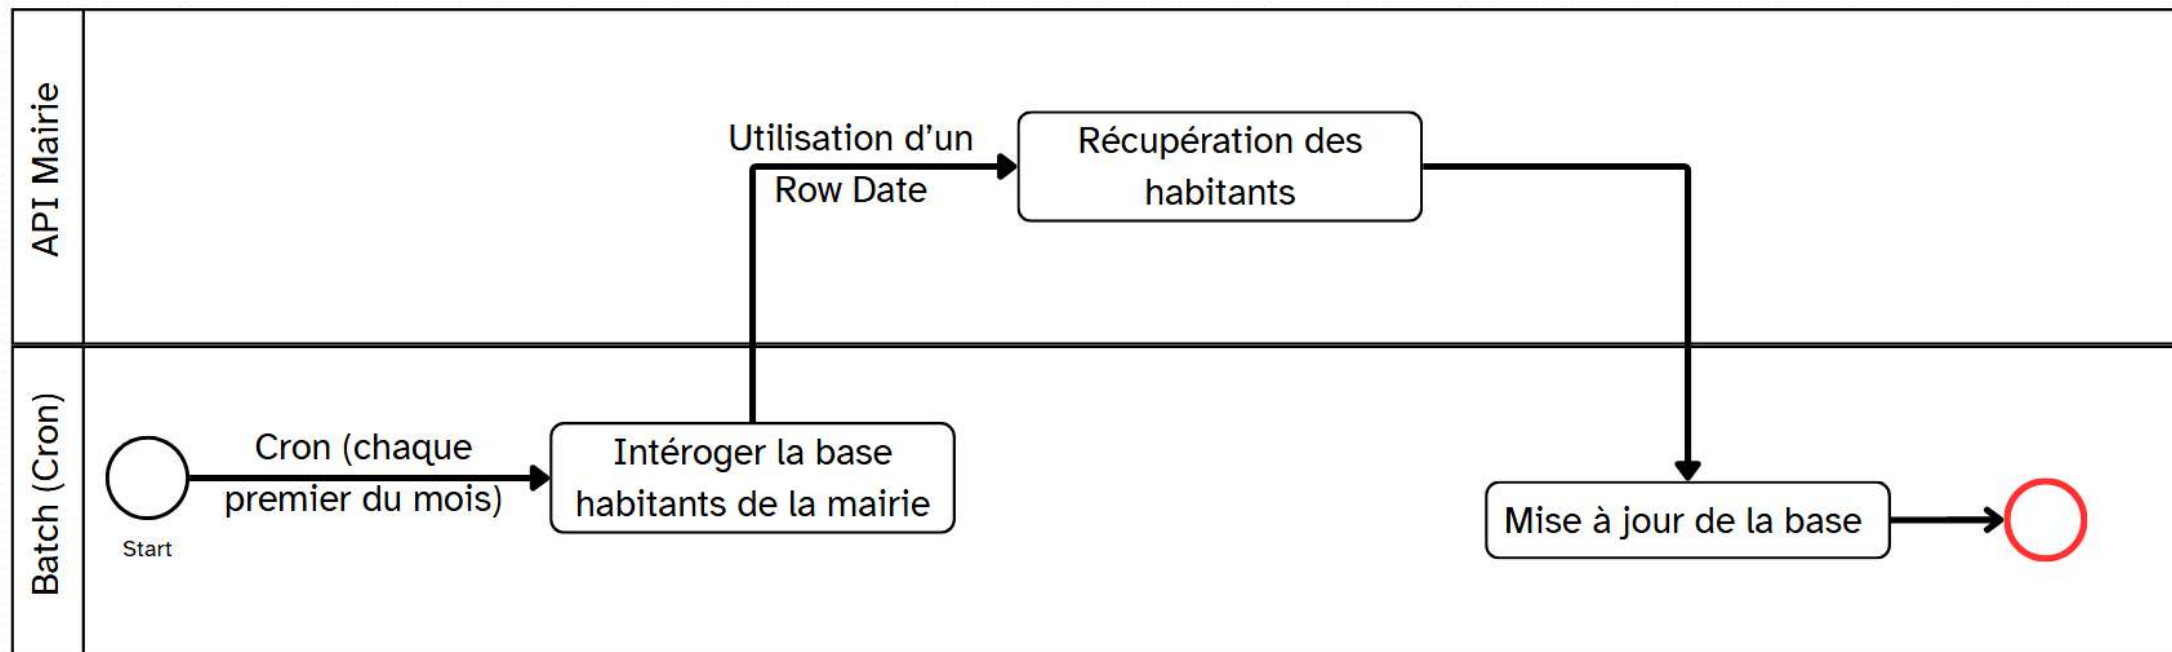 API Mairie
Utilisation d’un
Row Date
Récupération des
habitants
Batch (Cron)
Start
Cron (chaque
premier du mois)
Intéroger la base
habitants de la mairie
Mise à jour de la base